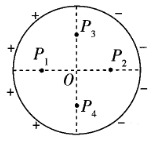 + P₃ −
+ −
P₁ P₂
O
+ −
P₄
+ −